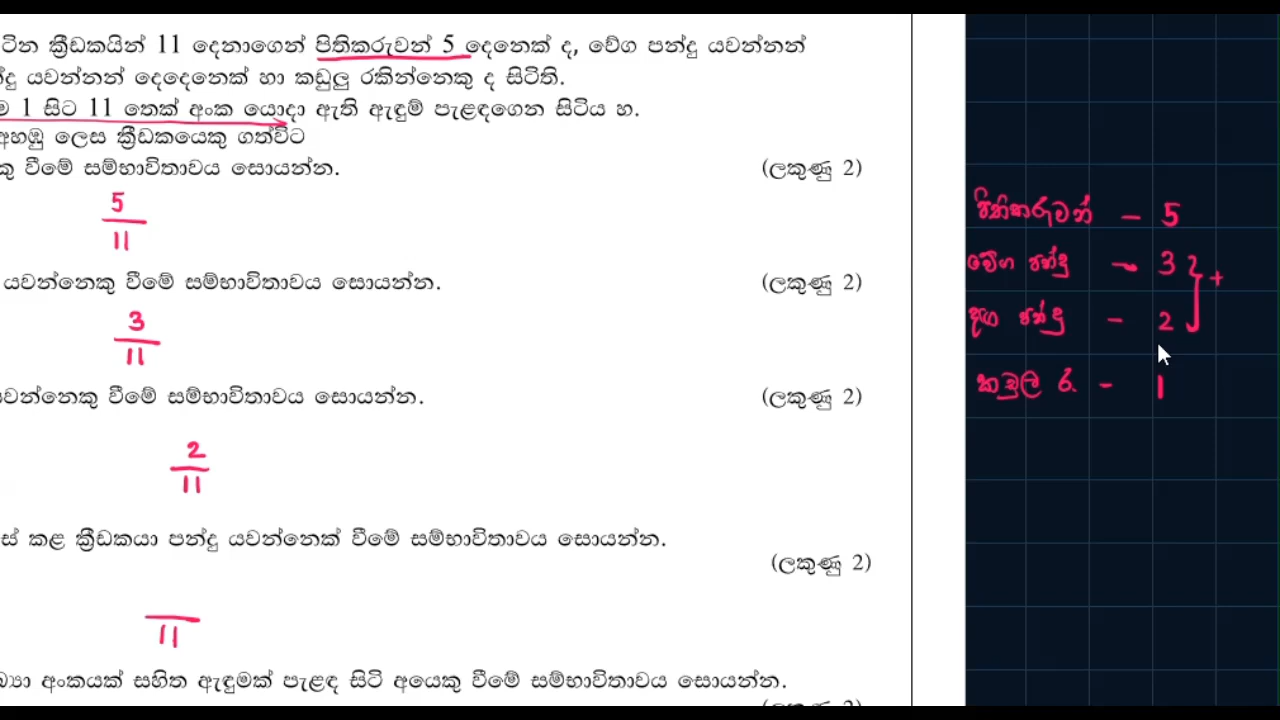 ටින ක්‍රීඩකයින් 11 දෙනාගෙන් පිතිකරුවන් 5 දෙනෙක් ද, වේග පන්දු යවන්නන්
න්දු යවන්නන් දෙදෙනෙක් හා කඩුලු රකින්නෙකු ද සිටිති.
ම 1 සිට 11 තෙක් අංක යොදා ඇති ඇඳුම් පැළඳගෙන සිටිය හ.
අහඹු ලෙස ක්‍රීඩකයෙකු ගත්විට
කු වීමේ සම්භාවිතාවය සොයන්න. (ලකුණු 2)
5
11
යවන්නෙකු වීමේ සම්භාවිතාවය සොයන්න. (ලකුණු 2)
3
11
යවන්නෙකු වීමේ සම්භාවිතාවය සොයන්න. (ලකුණු 2)
2
11
ස් කළ ක්‍රීඩකයා පන්දු යවන්නෙක් වීමේ සම්භාවිතාවය සොයන්න.
(ලකුණු 2)
11
ඛ්‍යා අංකයක් සහිත ඇඳුමක් පැළඳ සිටි අයෙකු වීමේ සම්භාවිතාවය සොයන්න.
පිතිකරුවන් – 5
වේග පන්දු – 3
දඟ පන්දු – 2
+
කඩුලු ර. – 1